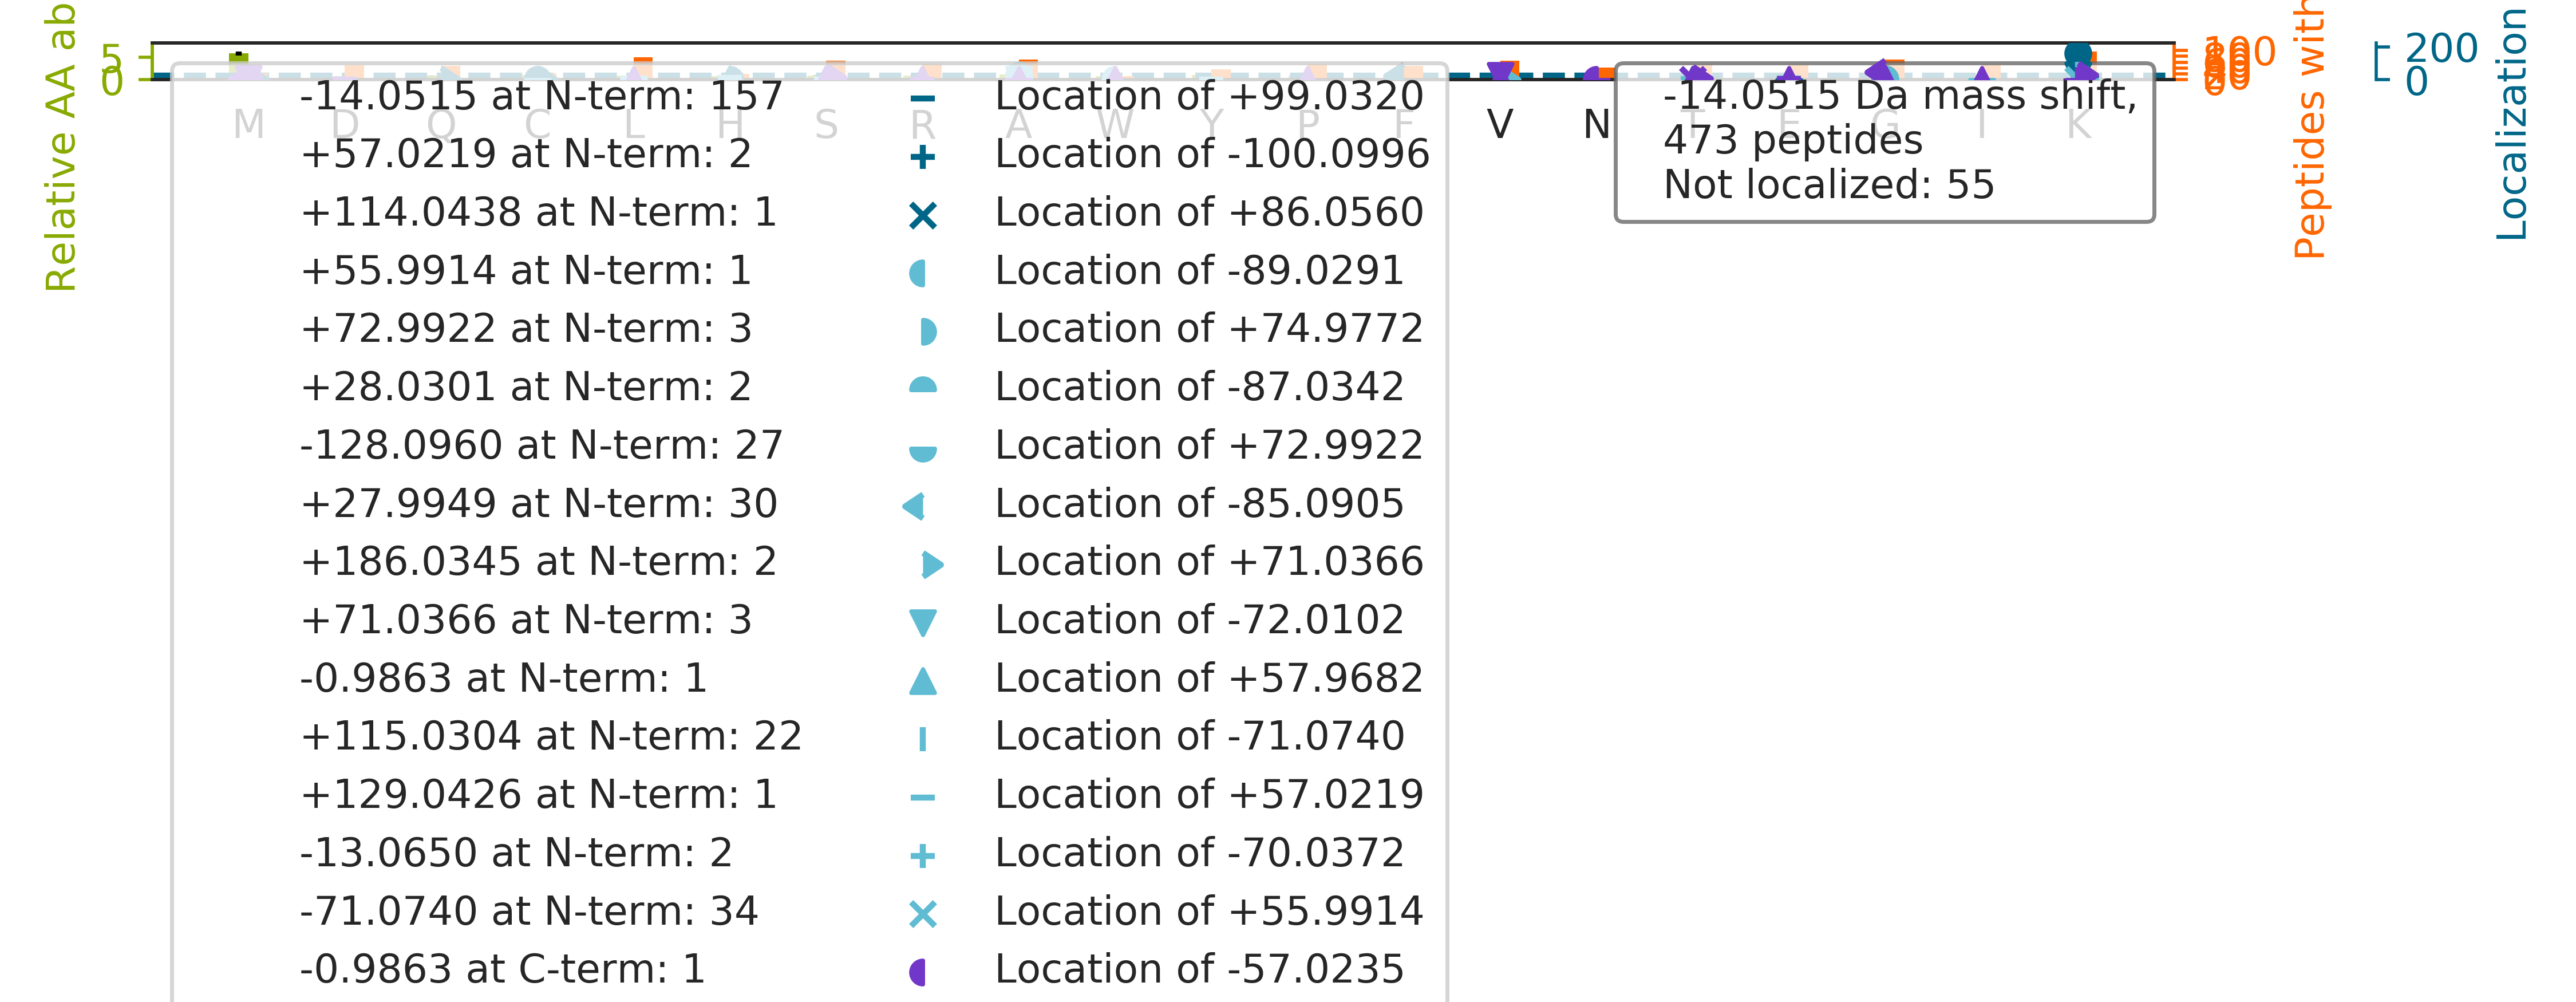 Relative AA ab
5
0
M D Q C L H S R A W Y P F V N T E G I K
100
0
Peptides with
200
0
Localization
-14.0515 Da mass shift,
473 peptides
Not localized: 55
-14.0515 at N-term: 157 Location of +99.0320
+57.0219 at N-term: 2 Location of -100.0996
+114.0438 at N-term: 1 Location of +86.0560
+55.9914 at N-term: 1 Location of -89.0291
+72.9922 at N-term: 3 Location of +74.9772
+28.0301 at N-term: 2 Location of -87.0342
-128.0960 at N-term: 27 Location of +72.9922
+27.9949 at N-term: 30 Location of -85.0905
+186.0345 at N-term: 2 Location of +71.0366
+71.0366 at N-term: 3 Location of -72.0102
-0.9863 at N-term: 1 Location of +57.9682
+115.0304 at N-term: 22 Location of -71.0740
+129.0426 at N-term: 1 Location of +57.0219
-13.0650 at N-term: 2 Location of -70.0372
-71.0740 at N-term: 34 Location of +55.9914
-0.9863 at C-term: 1 Location of -57.0235